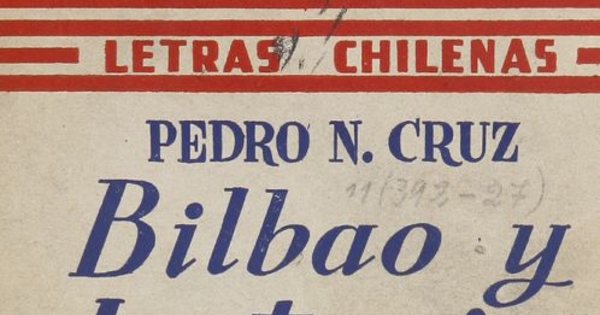 LETRAS CHILENAS
PEDRO N. CRUZ
11(393-27)
Bilbao y